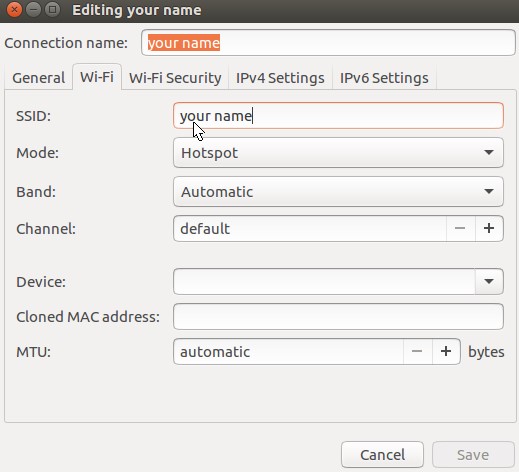 Editing your name
Connection name: your name
General Wi-Fi Wi-Fi Security IPv4 Settings IPv6 Settings
SSID: your name
Mode: Hotspot
Band: Automatic
Channel: default − +
Device:
Cloned MAC address:
MTU: automatic − + bytes
Cancel Save